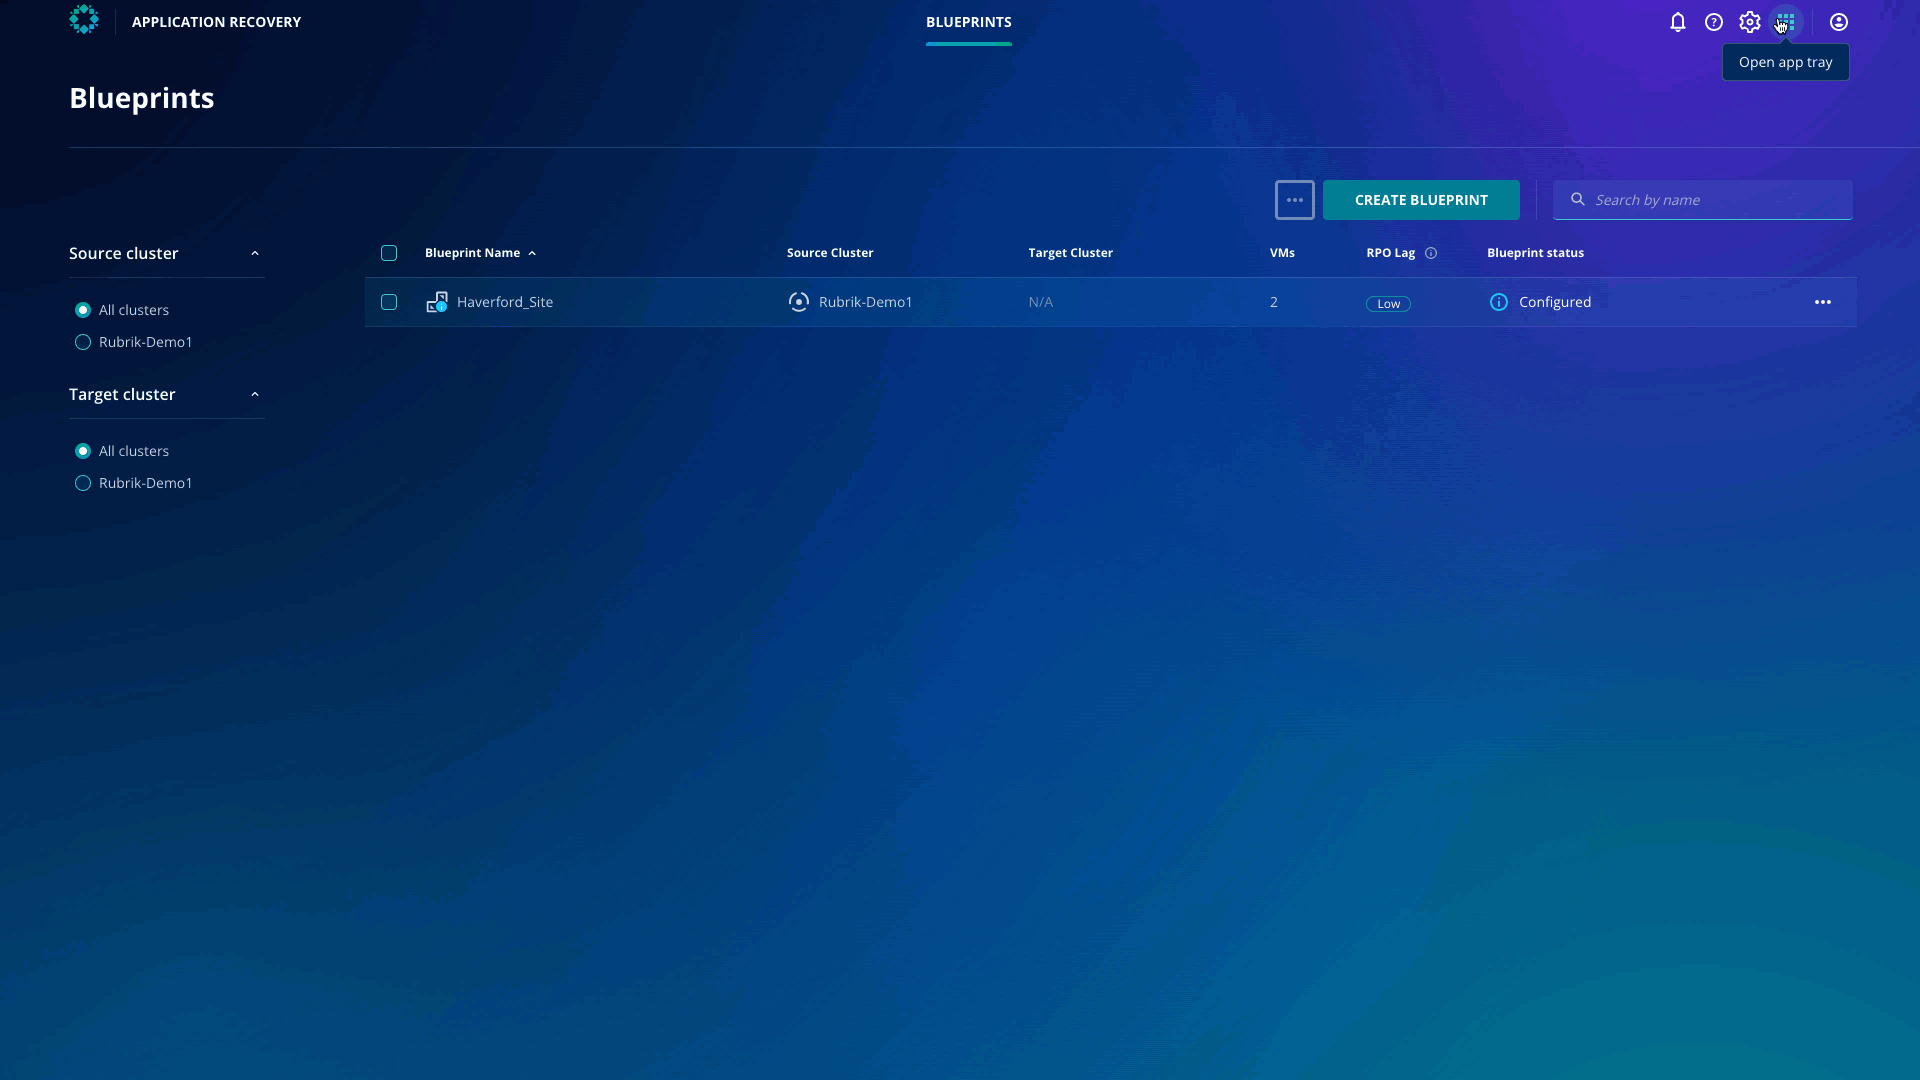 APPLICATION RECOVERY
BLUEPRINTS
Open app tray
Blueprints
CREATE BLUEPRINT
Search by name
Source cluster
All clusters
Rubrik-Demo1
Target cluster
All clusters
Rubrik-Demo1
Blueprint Name Source Cluster Target Cluster VMs RPO Lag Blueprint status
Haverford_Site Rubrik-Demo1 N/A 2 Low Configured